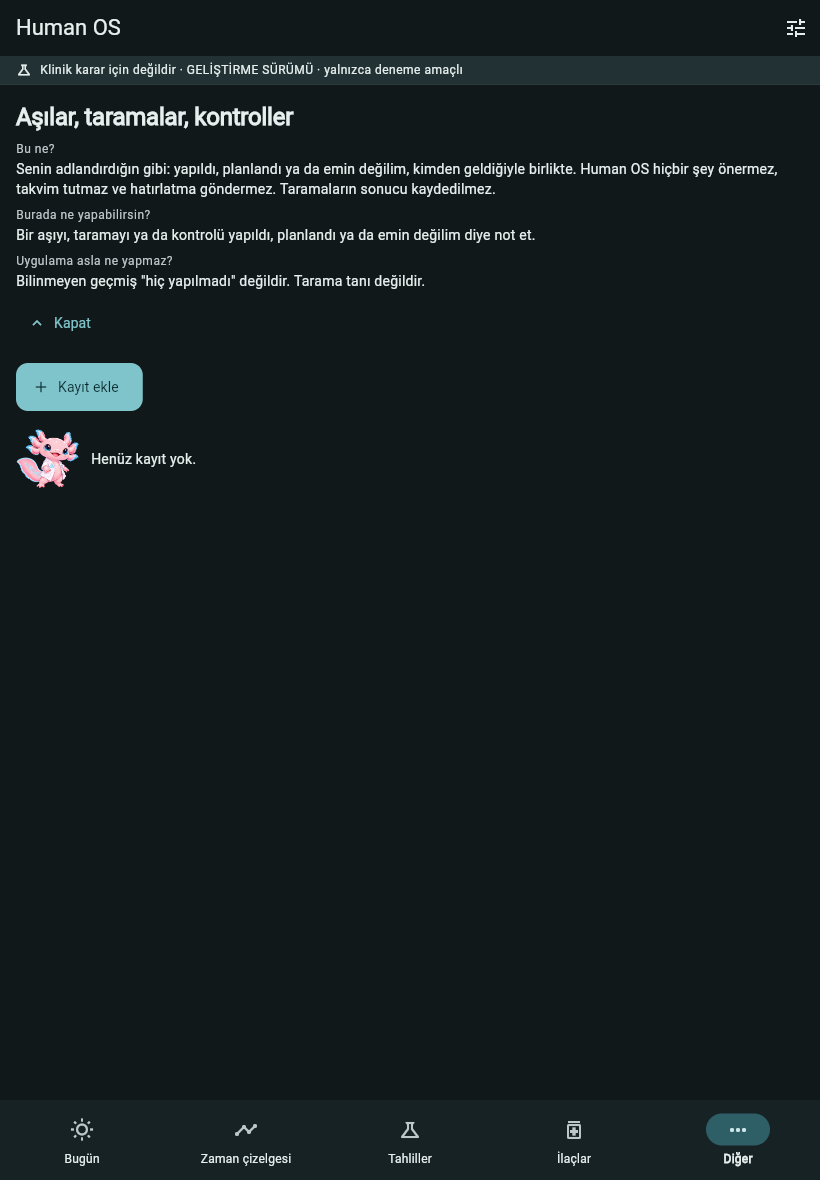 Human OS
Klinik karar için değildir · GELİŞTİRME SÜRÜMÜ · yalnızca deneme amaçlı
Aşılar, taramalar, kontroller
Bu ne?
Senin adlandırdığın gibi: yapıldı, planlandı ya da emin değilim, kimden geldiğiyle birlikte. Human OS hiçbir şey önermez,
takvim tutmaz ve hatırlatma göndermez. Taramaların sonucu kaydedilmez.
Burada ne yapabilirsin?
Bir aşıyı, taramayı ya da kontrolü yapıldı, planlandı ya da emin değilim diye not et.
Uygulama asla ne yapmaz?
Bilinmeyen geçmiş "hiç yapılmadı" değildir. Tarama tanı değildir.
Kapat
Kayıt ekle
Henüz kayıt yok.
Bugün
Zaman çizelgesi
Tahliller
İlaçlar
Diğer